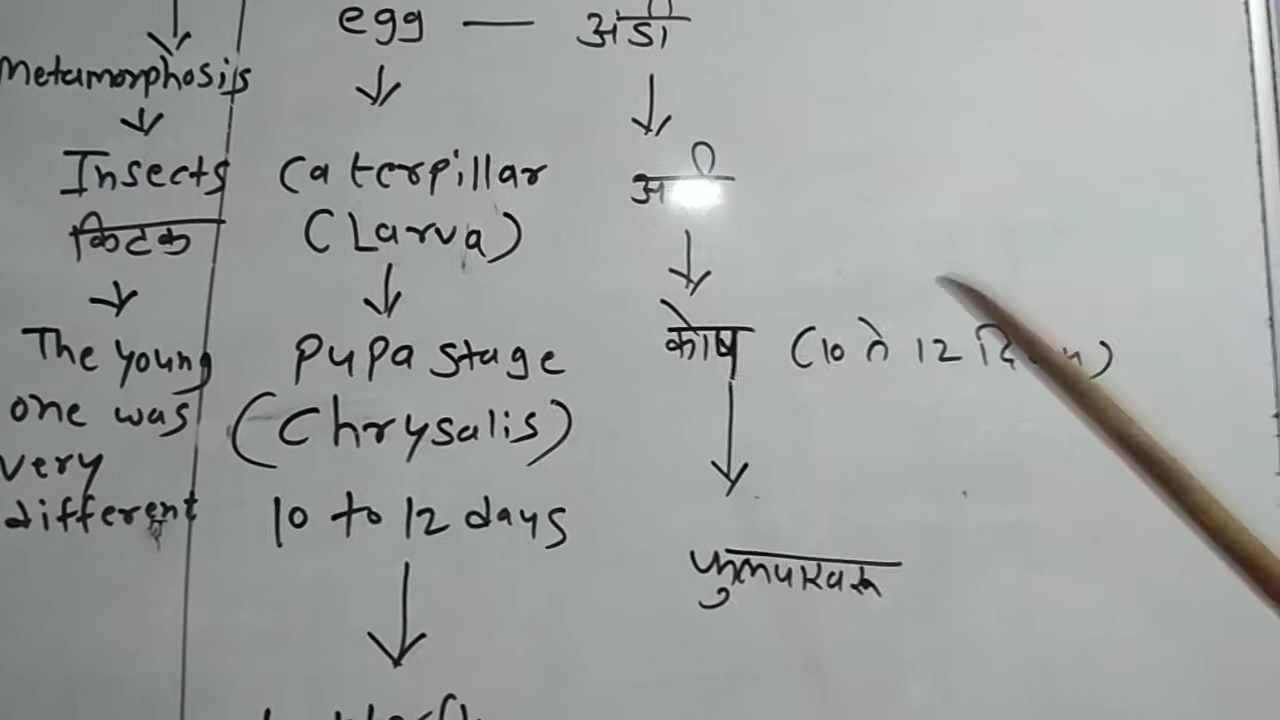 egg — अंडी
Metamorphosis
Insects
किटक
The young
one was
very
different
Caterpillar
(Larva)
Pupa stage
(Chrysalis)
10 to 12 days
कोष (10 ते 12
फुलपाखरू